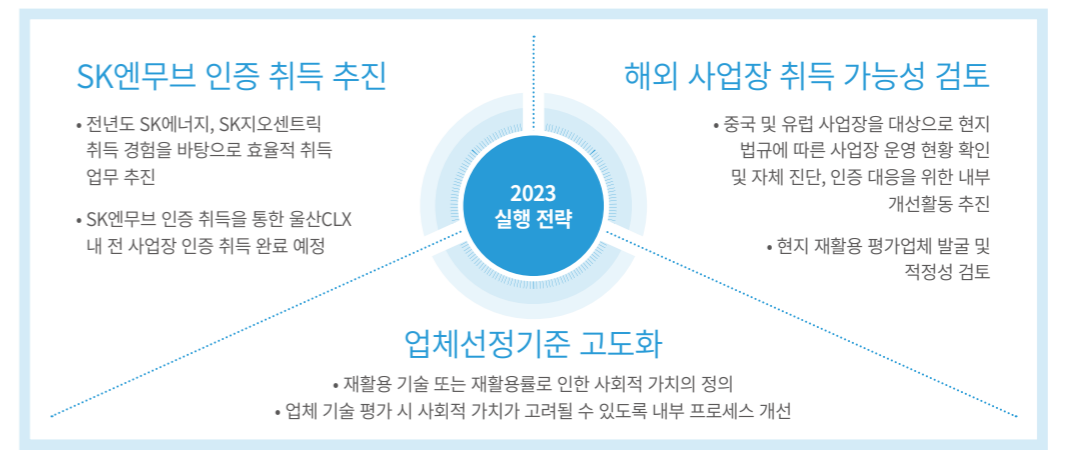 SK엔무브 인증 취득 추진
• 전년도 SK에너지, SK지오센트릭
취득 경험을 바탕으로 효율적 취득
업무 추진
• SK엔무브 인증 취득을 통한 울산CLX
내 전 사업장 인증 취득 완료 예정
2023
실행 전략
해외 사업장 취득 가능성 검토
• 중국 및 유럽 사업장을 대상으로 현지
법규에 따른 사업장 운영 현황 확인
및 자체 진단, 인증 대응을 위한 내부
개선활동 추진
• 현지 재활용 평가업체 발굴 및
적정성 검토
업체선정기준 고도화
• 재활용 기술 또는 재활용률로 인한 사회적 가치의 정의
• 업체 기술 평가 시 사회적 가치가 고려될 수 있도록 내부 프로세스 개선